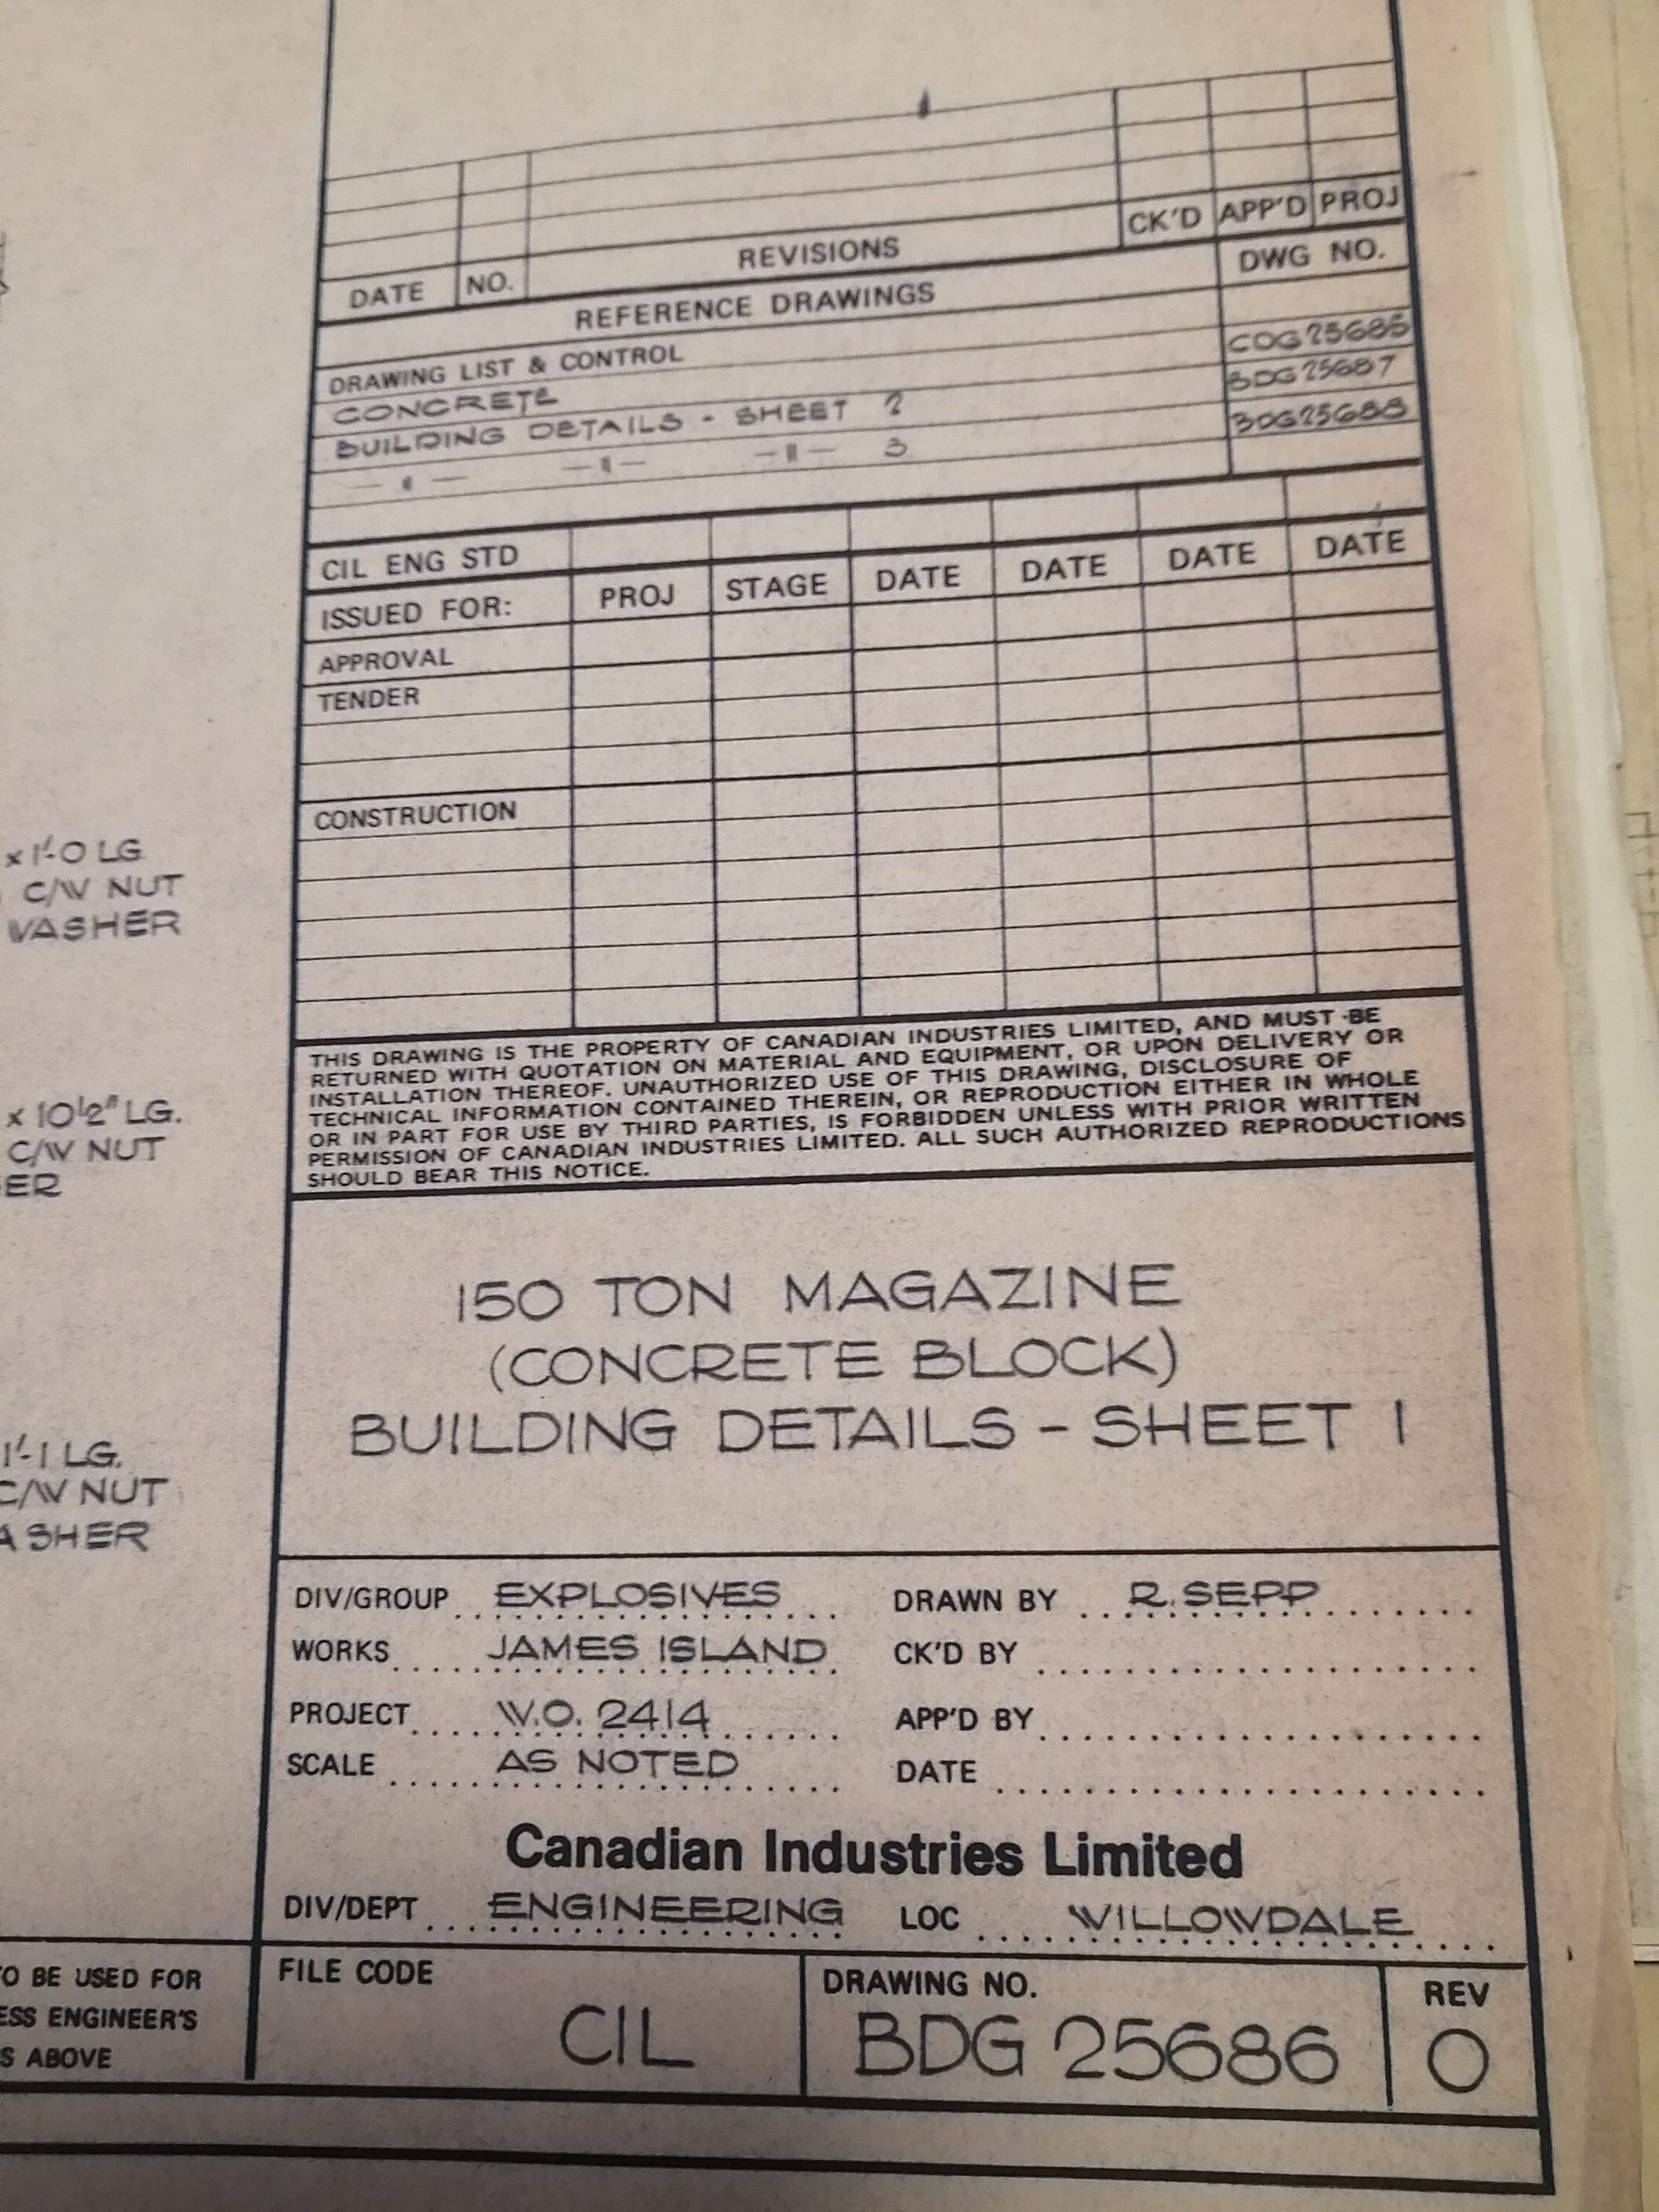 CK'D APP'D PROJ
DATE NO. REVISIONS
REFERENCE DRAWINGS DWG NO.
DRAWING LIST & CONTROL
CONCRETE CDG25685
BUILDING DETAILS - SHEET 2 BDG25687
-"- -"- -"- 3 BDG25688
CIL ENG STD
ISSUED FOR: PROJ STAGE DATE DATE DATE DATE
APPROVAL
TENDER
CONSTRUCTION
x 1'-0 LG
C/W NUT
WASHER
x 10 1/2" LG.
C/W NUT
ER
1'-1 LG.
C/W NUT
ASHER
THIS DRAWING IS THE PROPERTY OF CANADIAN INDUSTRIES LIMITED, AND MUST BE
RETURNED WITH QUOTATION ON MATERIAL AND EQUIPMENT, OR UPON DELIVERY OR
INSTALLATION THEREOF. UNAUTHORIZED USE OF THIS DRAWING, DISCLOSURE OF
TECHNICAL INFORMATION CONTAINED THEREIN, OR REPRODUCTION EITHER IN WHOLE
OR IN PART FOR USE BY THIRD PARTIES, IS FORBIDDEN UNLESS WITH PRIOR WRITTEN
PERMISSION OF CANADIAN INDUSTRIES LIMITED. ALL SUCH AUTHORIZED REPRODUCTIONS
SHOULD BEAR THIS NOTICE.
150 TON MAGAZINE
(CONCRETE BLOCK)
BUILDING DETAILS - SHEET 1
DIV/GROUP EXPLOSIVES DRAWN BY R. SEPP
WORKS JAMES ISLAND CK'D BY
PROJECT W.O. 2414 APP'D BY
SCALE AS NOTED DATE
Canadian Industries Limited
DIV/DEPT ENGINEERING LOC WILLOWDALE
O BE USED FOR
ESS ENGINEER'S
S ABOVE
FILE CODE CIL DRAWING NO. BDG 25686 REV 0